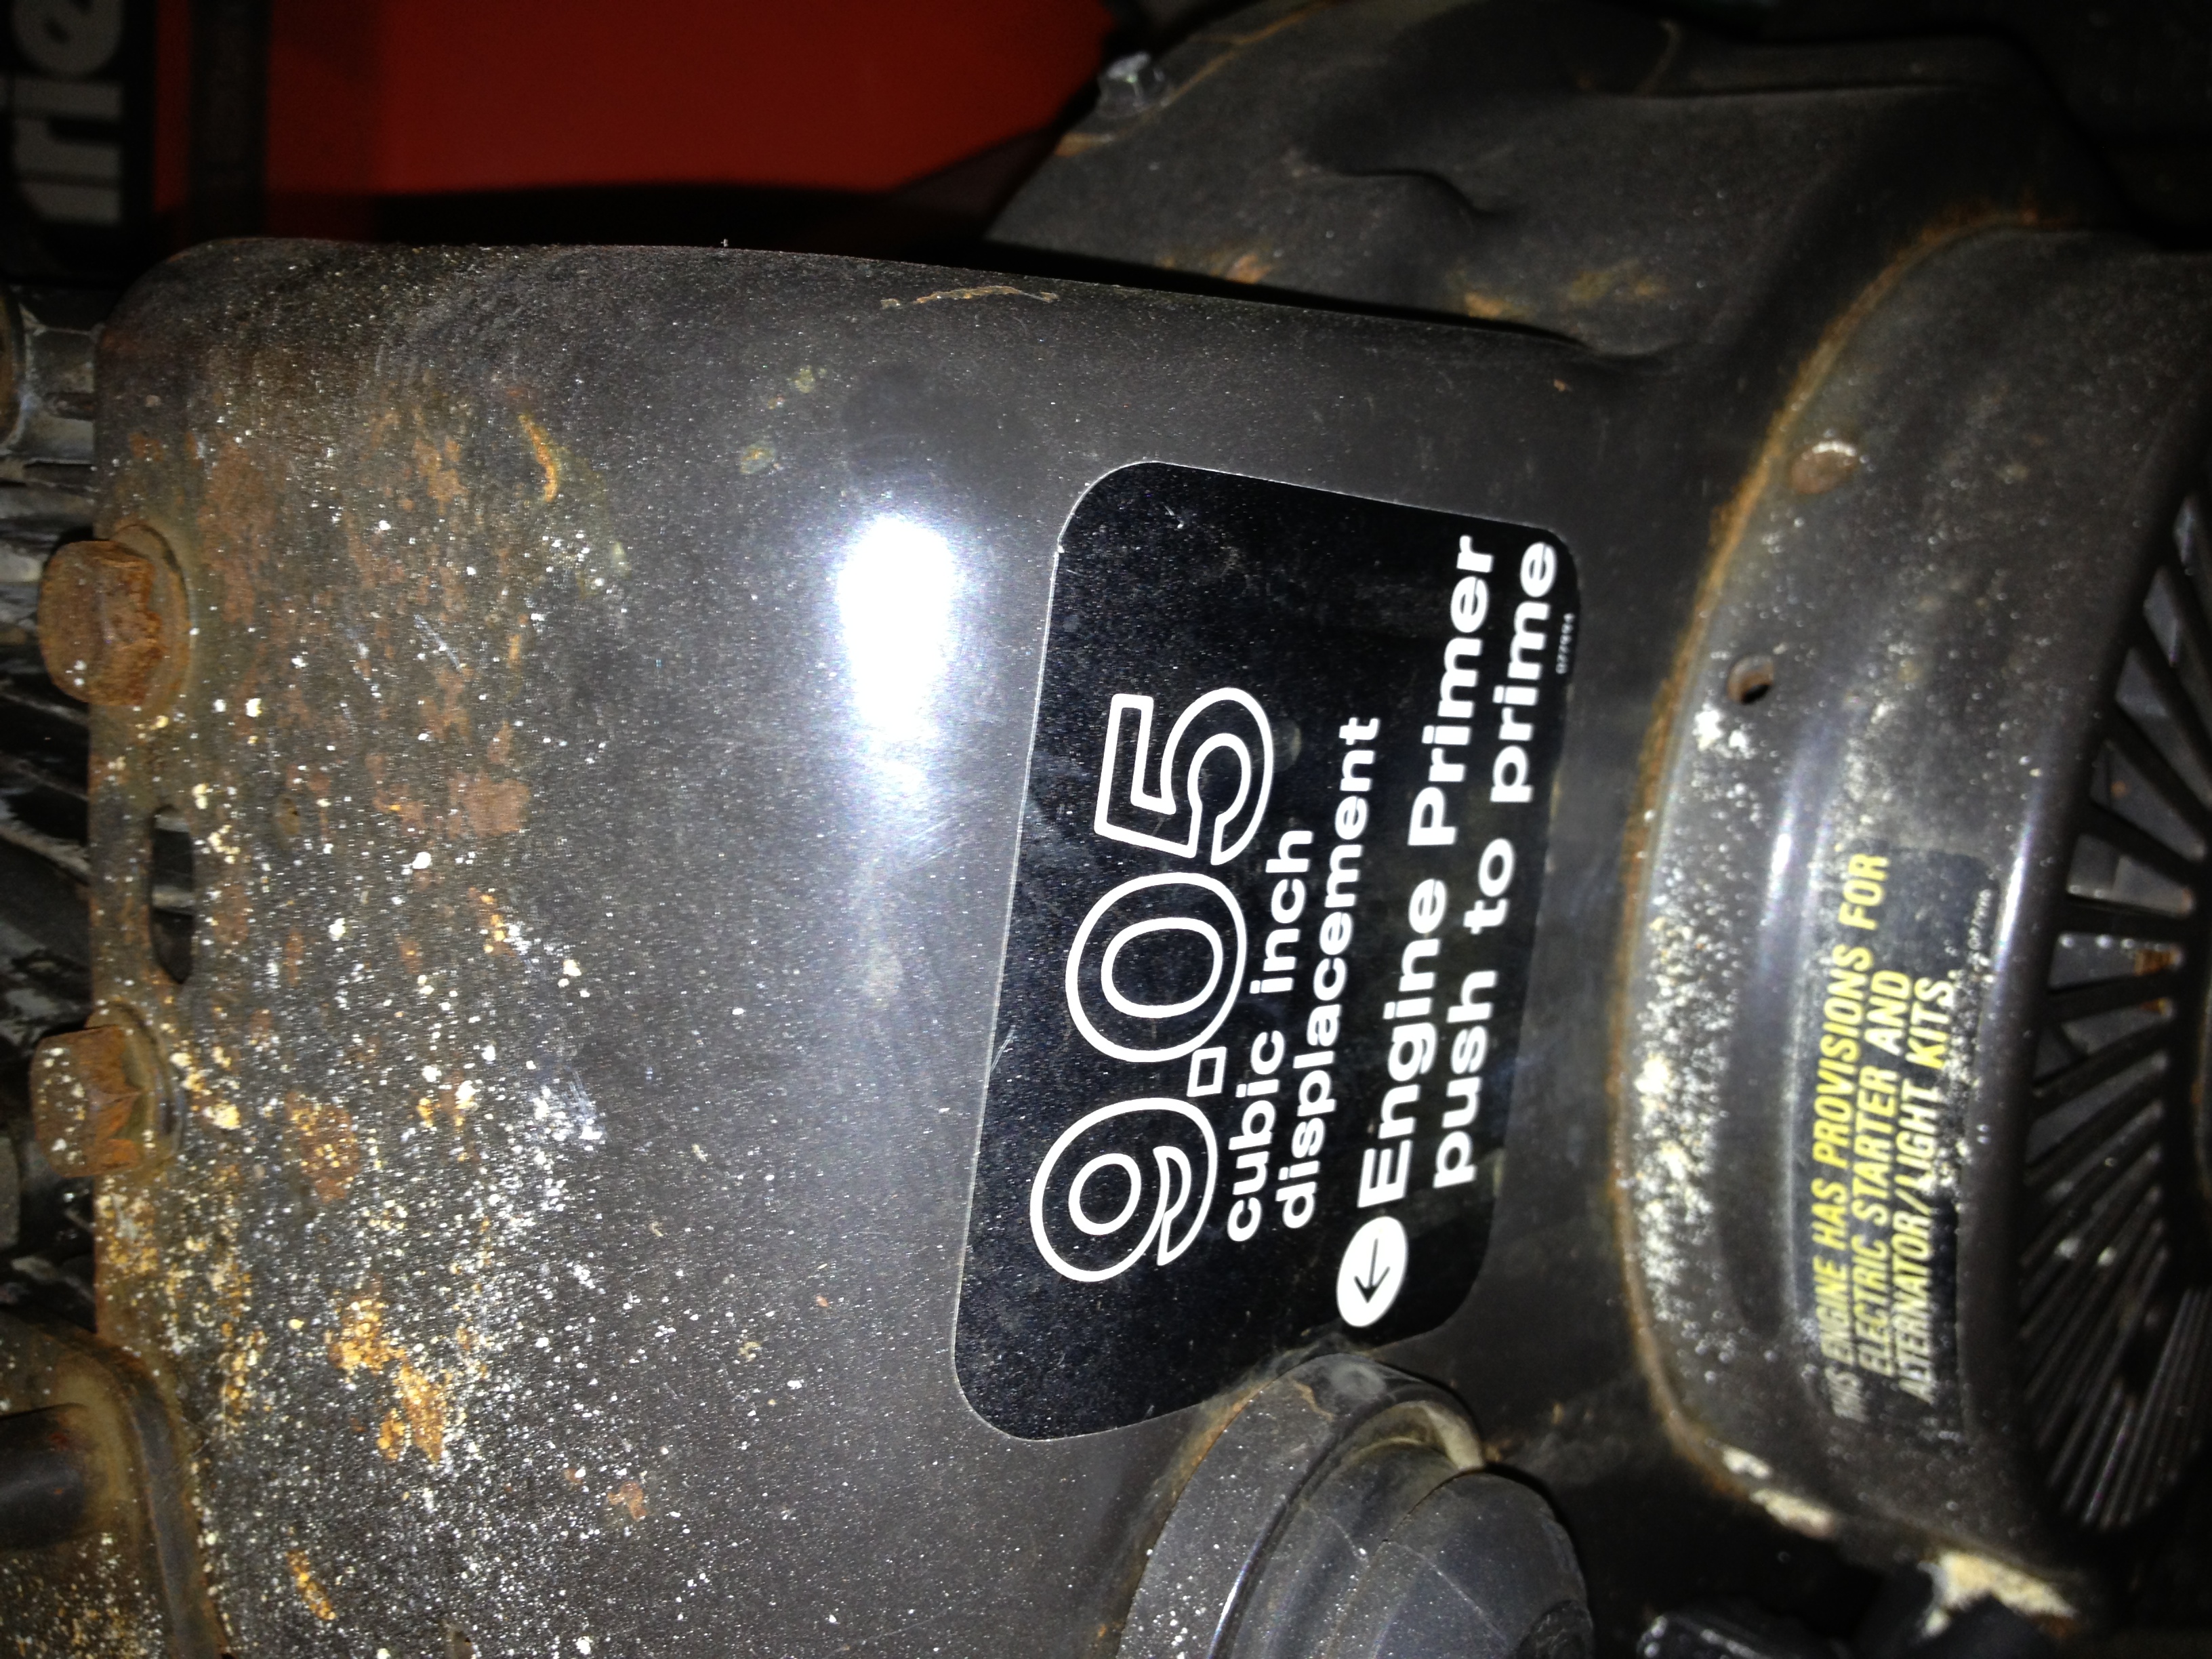 9.05
cubic inch
displacement
Engine Primer
push to prime
THIS ENGINE HAS PROVISIONS FOR
ELECTRIC STARTER AND
ALTERNATOR/LIGHT KITS.